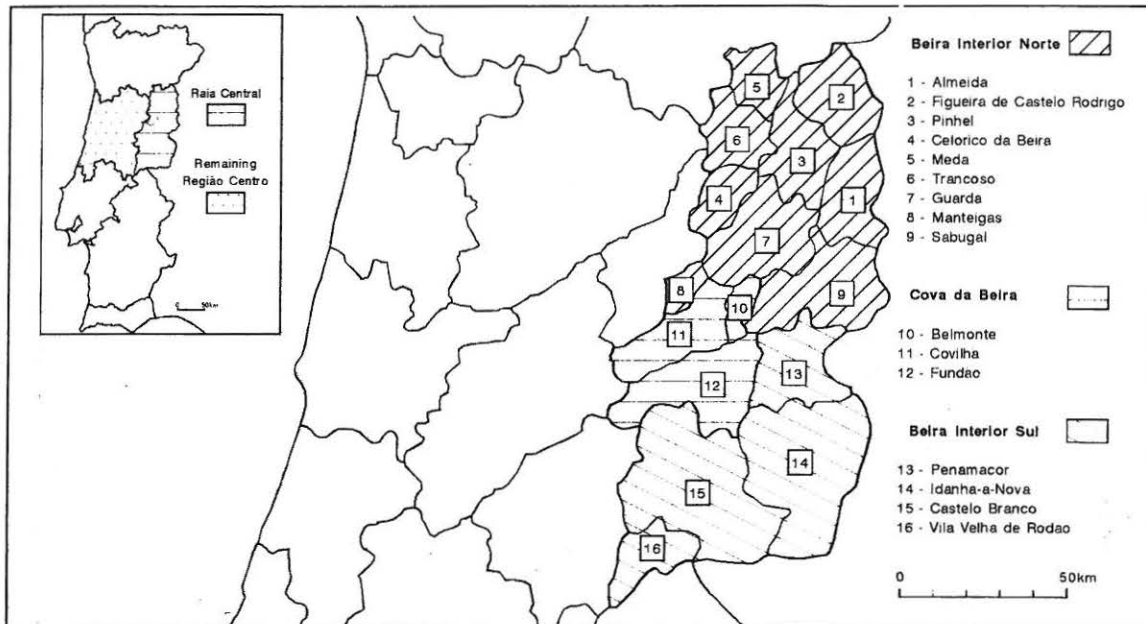 Raia Central
Remaining
Região Centro
0 50km
5
2
6
3
4
1
7
8
10
9
11
12
13
14
15
16
Beira Interior Norte
1 - Almeida
2 - Figueira de Castelo Rodrigo
3 - Pinhel
4 - Celorico da Beira
5 - Meda
6 - Trancoso
7 - Guarda
8 - Manteigas
9 - Sabugal
Cova da Beira
10 - Belmonte
11 - Covilha
12 - Fundão
Beira Interior Sul
13 - Penamacor
14 - Idanha-a-Nova
15 - Castelo Branco
16 - Vila Velha de Rodao
0 50km